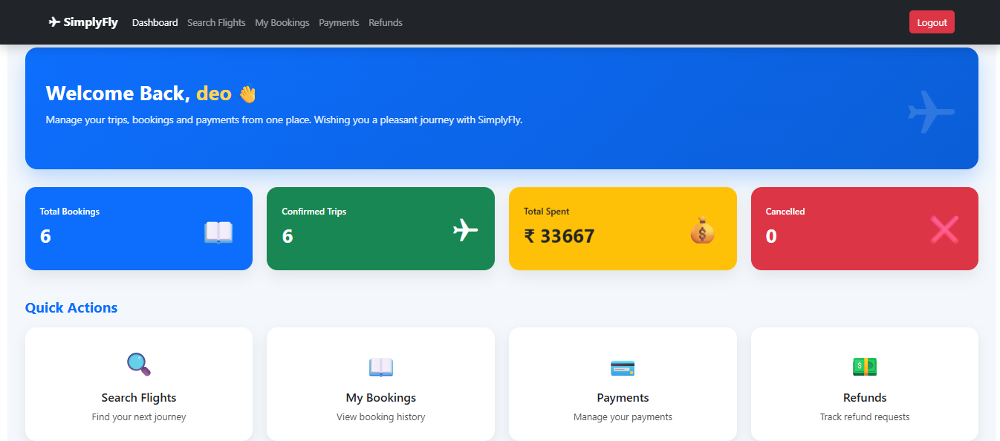 SimplyFly Dashboard Search Flights My Bookings Payments Refunds Logout
Welcome Back, deo 👋
Manage your trips, bookings and payments from one place. Wishing you a pleasant journey with SimplyFly.
Total Bookings
6
Confirmed Trips
6
Total Spent
₹ 33667
Cancelled
0
Quick Actions
Search Flights
Find your next journey
My Bookings
View booking history
Payments
Manage your payments
Refunds
Track refund requests